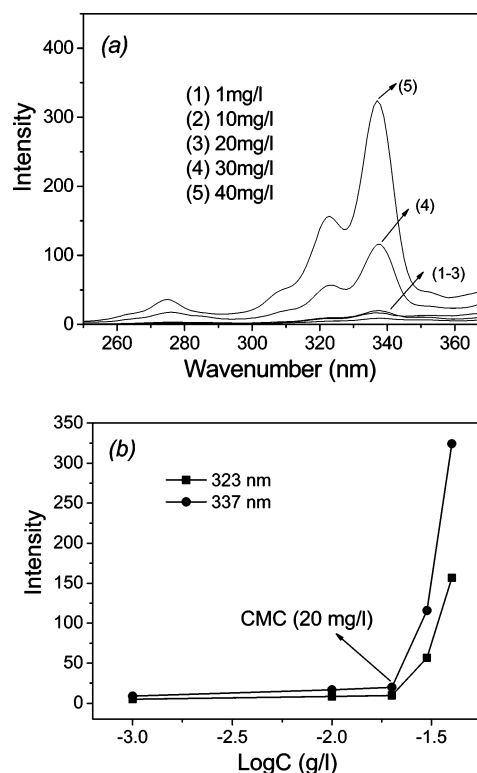 (a)
450
400
300
200
100
0
Intensity
(1) 1mg/l
(2) 10mg/l
(3) 20mg/l
(4) 30mg/l
(5) 40mg/l
(5)
(4)
(1-3)
260 280 300 320 340 360
Wavenumber (nm)
(b)
350
300
250
200
150
100
50
0
Intensity
323 nm
337 nm
CMC (20 mg/l)
-3.0 -2.5 -2.0 -1.5
LogC (g/l)